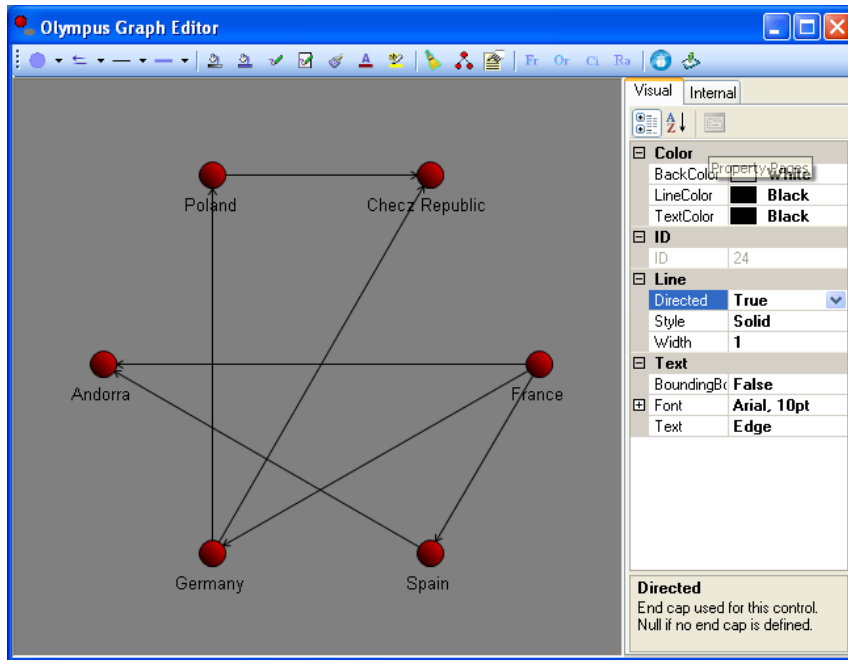 Olympus Graph Editor
Fr Or Ci Ra
Visual Internal
Color
Property Pages
BackColor White
LineColor Black
TextColor Black
ID
ID 24
Line
Directed True
Style Solid
Width 1
Text
BoundingBo False
Font Arial, 10pt
Text Edge
Directed
End cap used for this control.
Null if no end cap is defined.
Poland
Checz Republic
Andorra
France
Germany
Spain